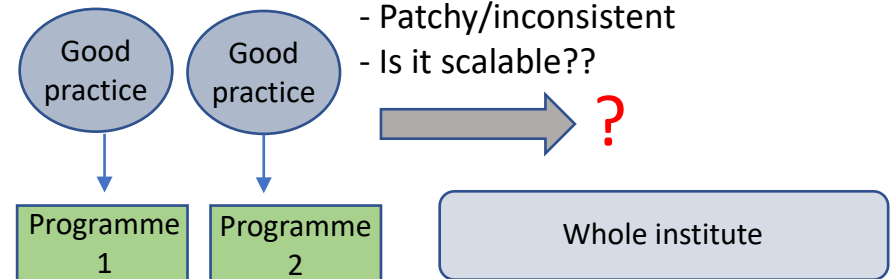 - Patchy/inconsistent
- Is it scalable??
Good
practice
Good
practice
?
Programme
1
Programme
2
Whole institute